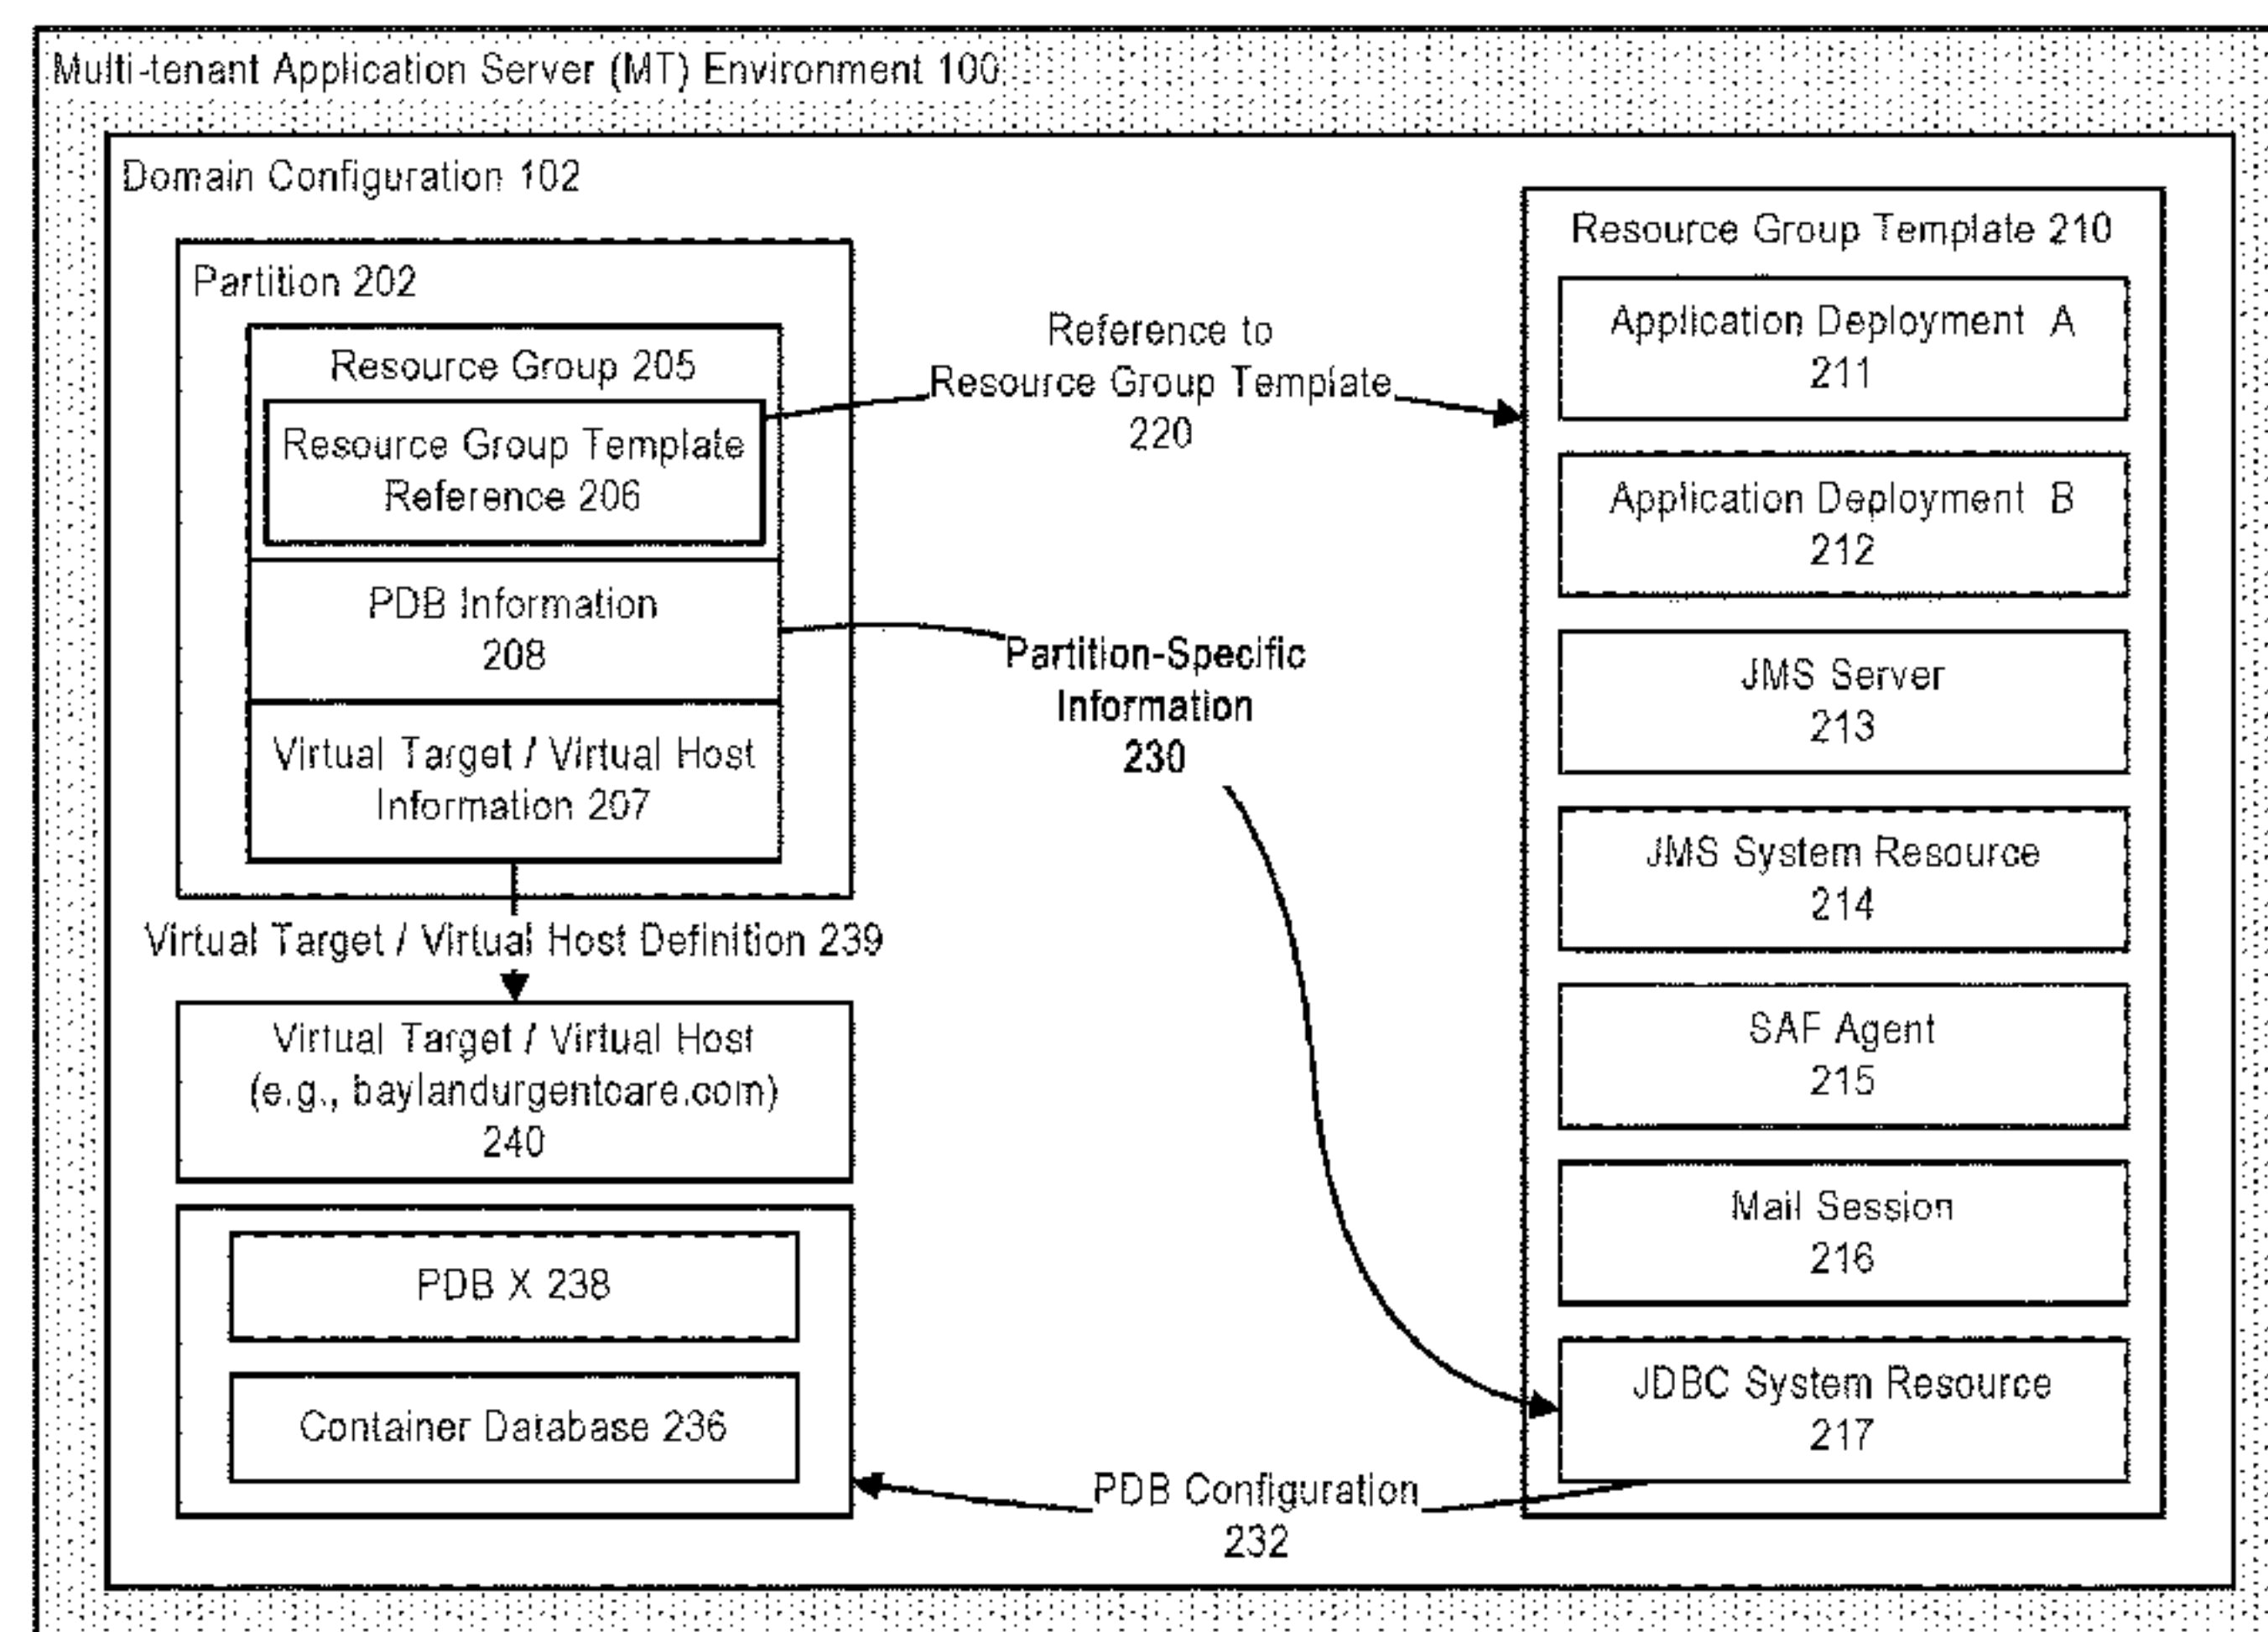 Multi-tenant Application Server (MT) Environment 100
Domain Configuration 102
Partition 202
Resource Group 205
Resource Group Template
Reference 206
PDB Information
208
Virtual Target / Virtual Host
Information 207
Virtual Target / Virtual Host Definition 239
Virtual Target / Virtual Host
(e.g., baylandurgentcare.com)
240
PDB X 238
Container Database 236
Reference to
Resource Group Template
220
Partition-Specific
Information
230
PDB Configuration
232
Resource Group Template 210
Application Deployment A
211
Application Deployment B
212
JMS Server
213
JMS System Resource
214
SAF Agent
215
Mail Session
216
JDBC System Resource
217